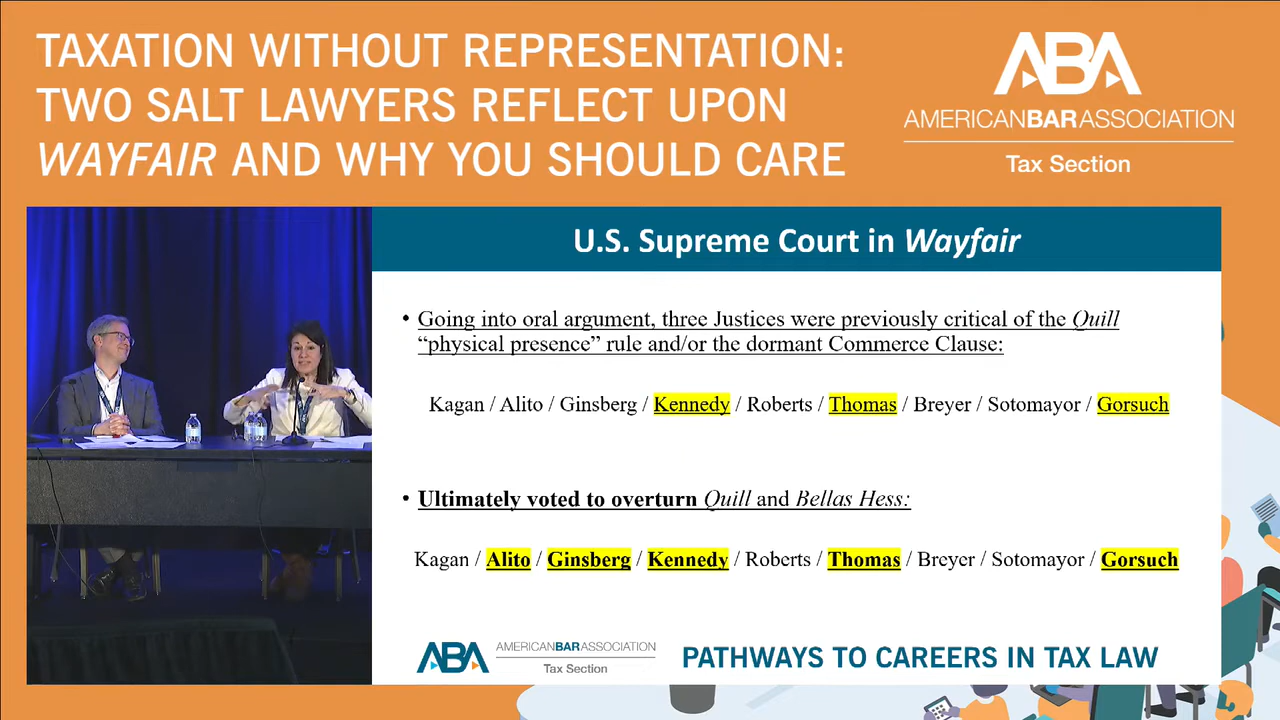 TAXATION WITHOUT REPRESENTATION:
TWO SALT LAWYERS REFLECT UPON
WAYFAIR AND WHY YOU SHOULD CARE
ABA
AMERICANBARASSOCIATION
Tax Section
U.S. Supreme Court in Wayfair
• Going into oral argument, three Justices were previously critical of the Quill
“physical presence” rule and/or the dormant Commerce Clause:
Kagan / Alito / Ginsberg / Kennedy / Roberts / Thomas / Breyer / Sotomayor / Gorsuch
• Ultimately voted to overturn Quill and Bellas Hess:
Kagan / Alito / Ginsberg / Kennedy / Roberts / Thomas / Breyer / Sotomayor / Gorsuch
ABA
AMERICANBARASSOCIATION
Tax Section
PATHWAYS TO CAREERS IN TAX LAW